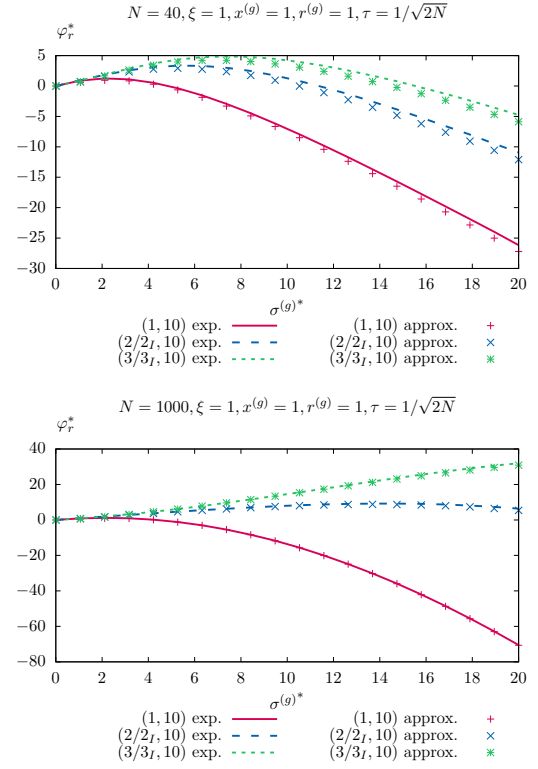 N = 40, ξ = 1, x^(g) = 1, r^(g) = 1, τ = 1/√2N
φ_r^*
5
0
−5
−10
−15
−20
−25
−30
0 2 4 6 8 10 12 14 16 18 20
σ^(g)*
(1, 10) exp. (1, 10) approx.
(2/2_I, 10) exp. (2/2_I, 10) approx.
(3/3_I, 10) exp. (3/3_I, 10) approx.
N = 1000, ξ = 1, x^(g) = 1, r^(g) = 1, τ = 1/√2N
φ_r^*
40
20
0
−20
−40
−60
−80
0 2 4 6 8 10 12 14 16 18 20
σ^(g)*
(1, 10) exp. (1, 10) approx.
(2/2_I, 10) exp. (2/2_I, 10) approx.
(3/3_I, 10) exp. (3/3_I, 10) approx.